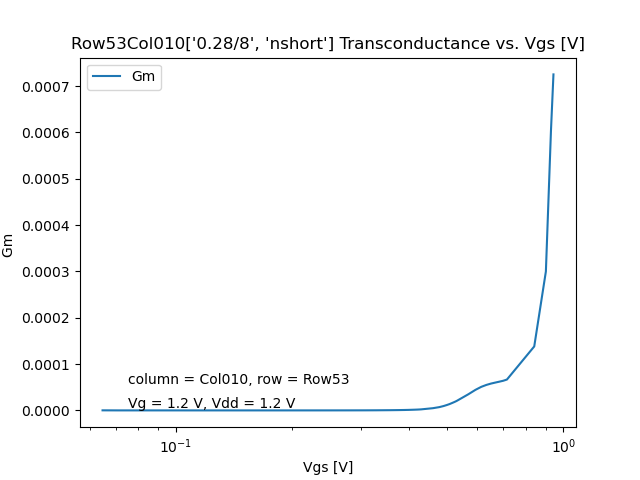 Row53Col010['0.28/8', 'nshort'] Transconductance vs. Vgs [V]
Gm
0.0007
0.0006
0.0005
0.0004
0.0003
0.0002
0.0001
0.0000
Gm
column = Col010, row = Row53
Vg = 1.2 V, Vdd = 1.2 V
10⁻¹
10⁰
Vgs [V]